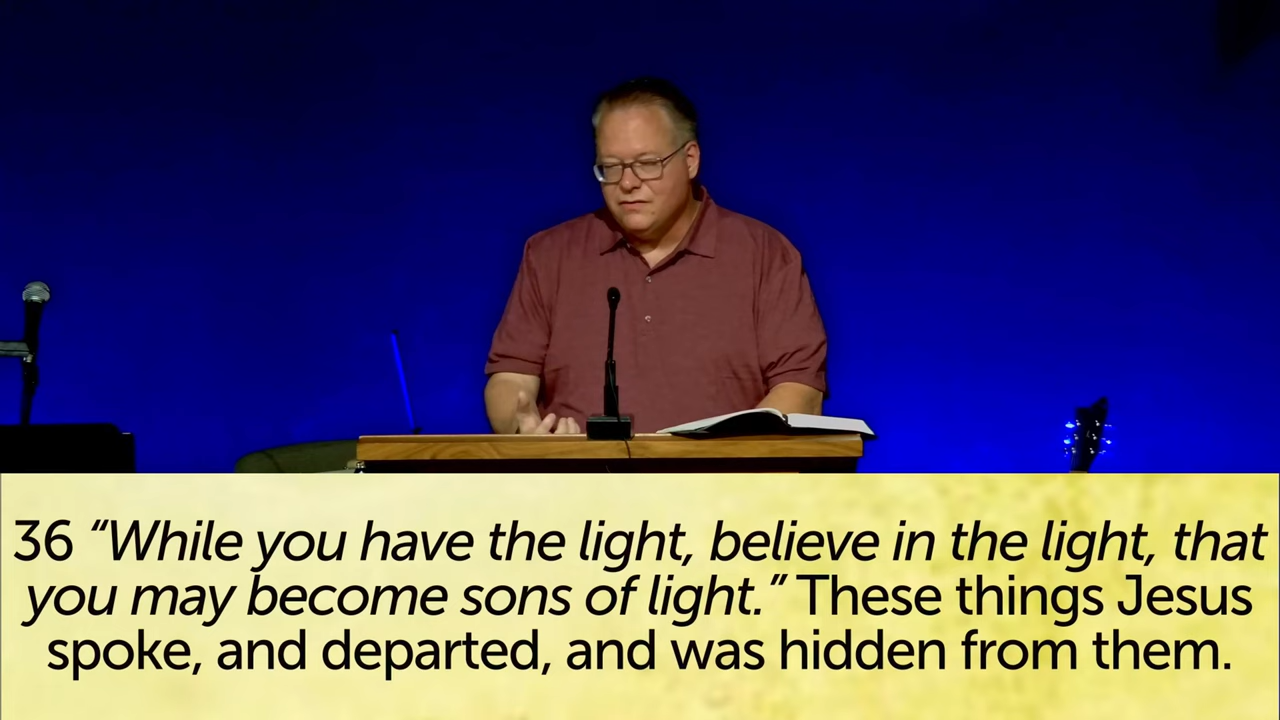 36 “While you have the light, believe in the light, that
you may become sons of light.” These things Jesus
spoke, and departed, and was hidden from them.